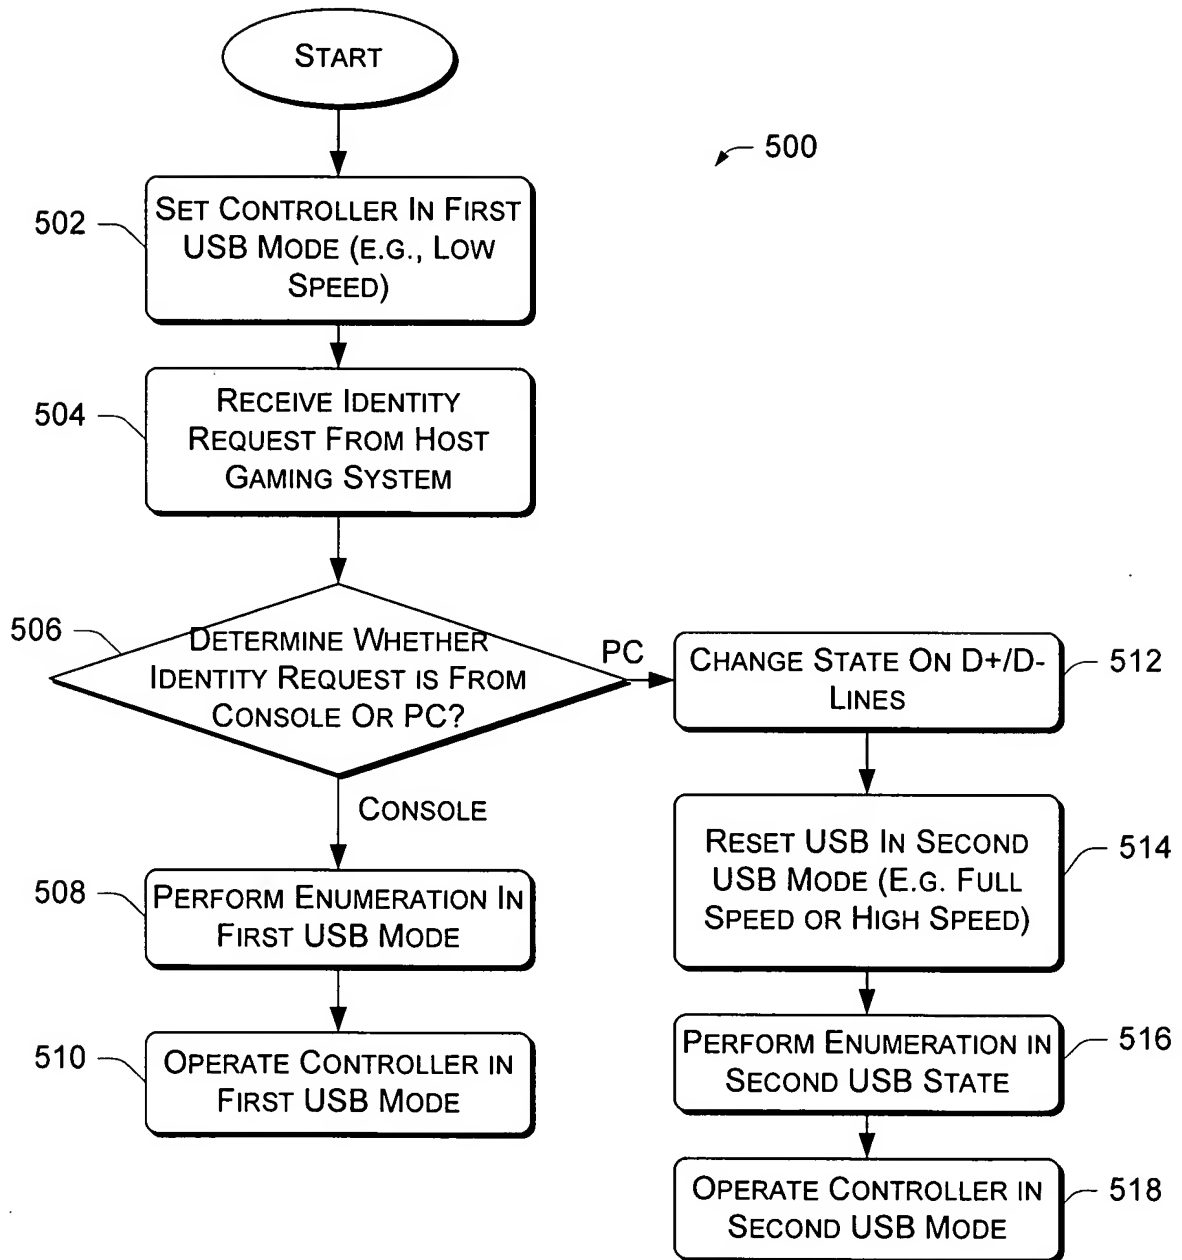 START
500
502
SET CONTROLLER IN FIRST
USB MODE (E.G., LOW
SPEED)
504
RECEIVE IDENTITY
REQUEST FROM HOST
GAMING SYSTEM
506
DETERMINE WHETHER
IDENTITY REQUEST IS FROM
CONSOLE OR PC?
PC
CHANGE STATE ON D+/D-
LINES
512
CONSOLE
RESET USB IN SECOND
USB MODE (E.G. FULL
SPEED OR HIGH SPEED)
514
508
PERFORM ENUMERATION IN
FIRST USB MODE
PERFORM ENUMERATION IN
SECOND USB STATE
516
510
OPERATE CONTROLLER IN
FIRST USB MODE
OPERATE CONTROLLER IN
SECOND USB MODE
518